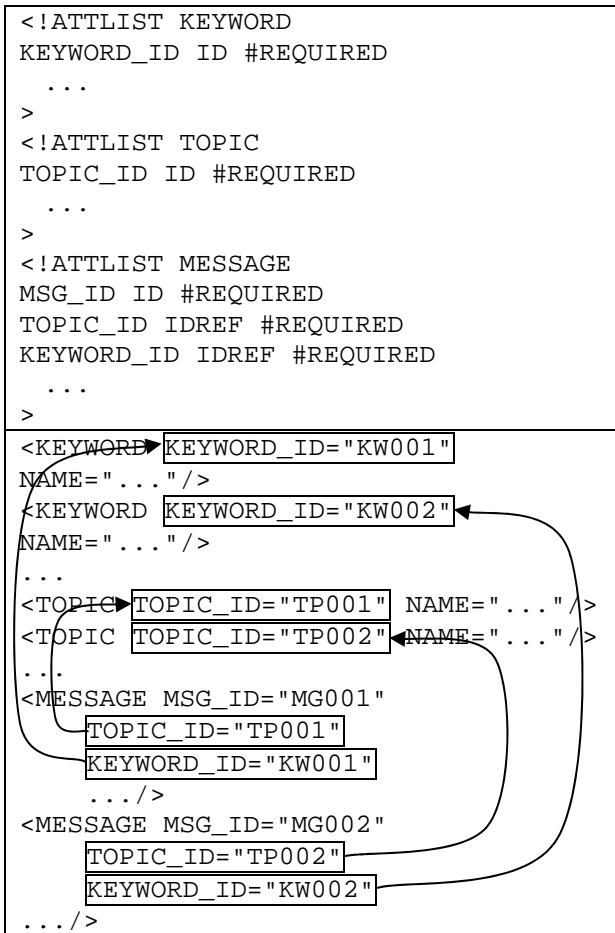 <!ATTLIST KEYWORD
KEYWORD_ID ID #REQUIRED
...
>
<!ATTLIST TOPIC
TOPIC_ID ID #REQUIRED
...
>
<!ATTLIST MESSAGE
MSG_ID ID #REQUIRED
TOPIC_ID IDREF #REQUIRED
KEYWORD_ID IDREF #REQUIRED
...
>
<KEYWORD KEYWORD_ID="KW001"
NAME="..."/>
<KEYWORD KEYWORD_ID="KW002"
NAME="..."/>
...
<TOPIC TOPIC_ID="TP001" NAME="..."/>
<TOPIC TOPIC_ID="TP002" NAME="..."/>
...
<MESSAGE MSG_ID="MG001"
TOPIC_ID="TP001"
KEYWORD_ID="KW001"
.../>
<MESSAGE MSG_ID="MG002"
TOPIC_ID="TP002"
KEYWORD_ID="KW002"
.../>